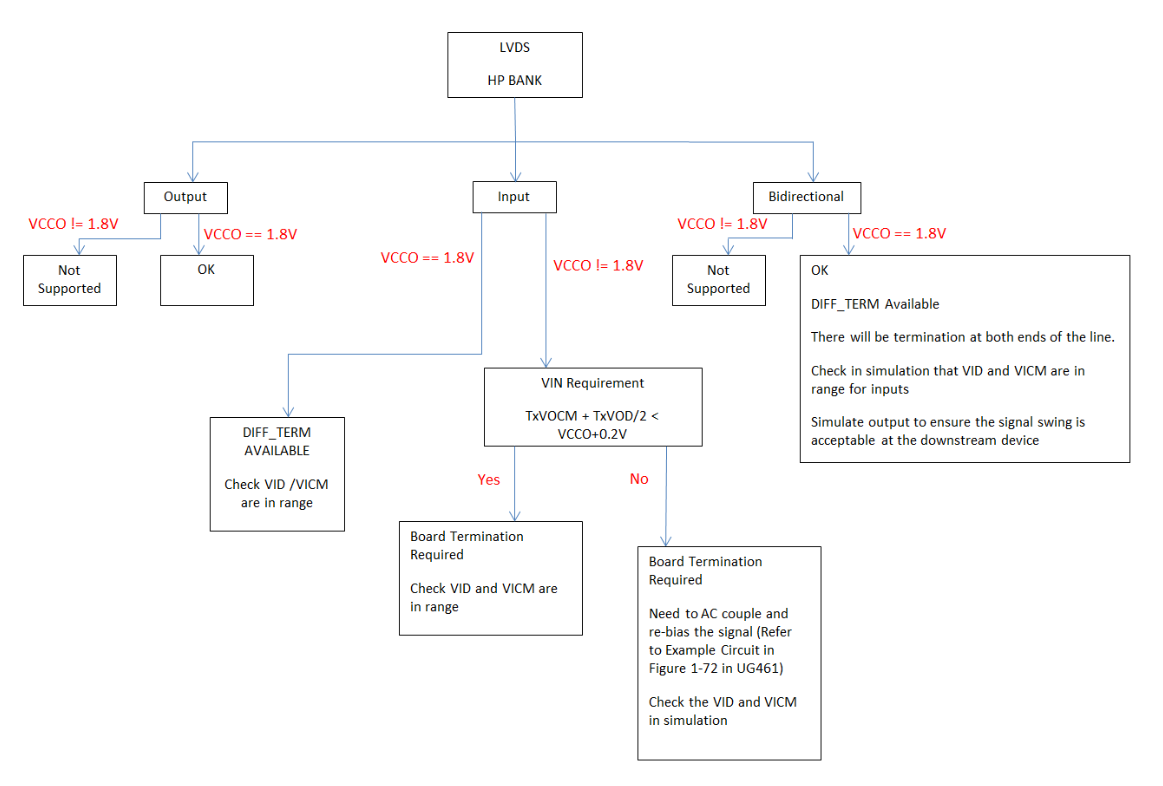 LVDS
HP BANK
Output
Input
Bidirectional
VCCO != 1.8V
VCCO == 1.8V
VCCO == 1.8V
VCCO != 1.8V
VCCO != 1.8V
VCCO == 1.8V
Not
Supported
OK
Not
Supported
OK
DIFF_TERM Available
There will be termination at both ends of the line.
Check in simulation that VID and VICM are in
range for inputs
Simulate output to ensure the signal swing is
acceptable at the downstream device
VIN Requirement
TxVOCM + TxVOD/2 <
VCCO+0.2V
DIFF_TERM
AVAILABLE
Check VID /VICM
are in range
Yes
No
Board Termination
Required
Check VID and VICM are
in range
Board Termination
Required
Need to AC couple and
re-bias the signal (Refer
to Example Circuit in
Figure 1-72 in UG461)
Check the VID and VICM
in simulation